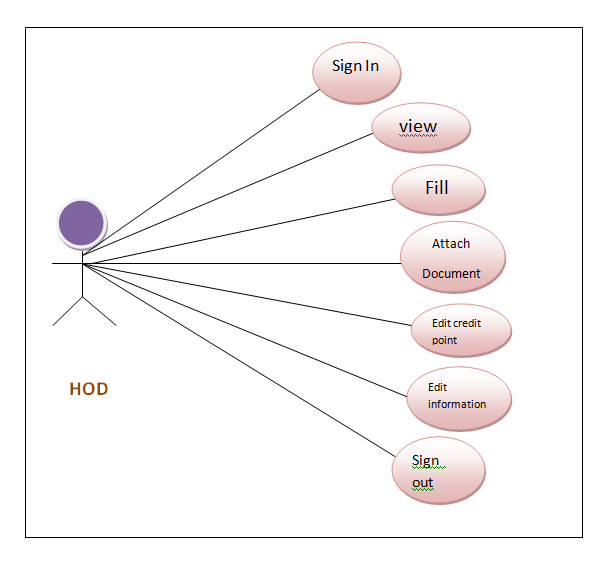 Sign In
view
Fill
Attach
Document
Edit credit
point
Edit
information
HOD
Sign
out